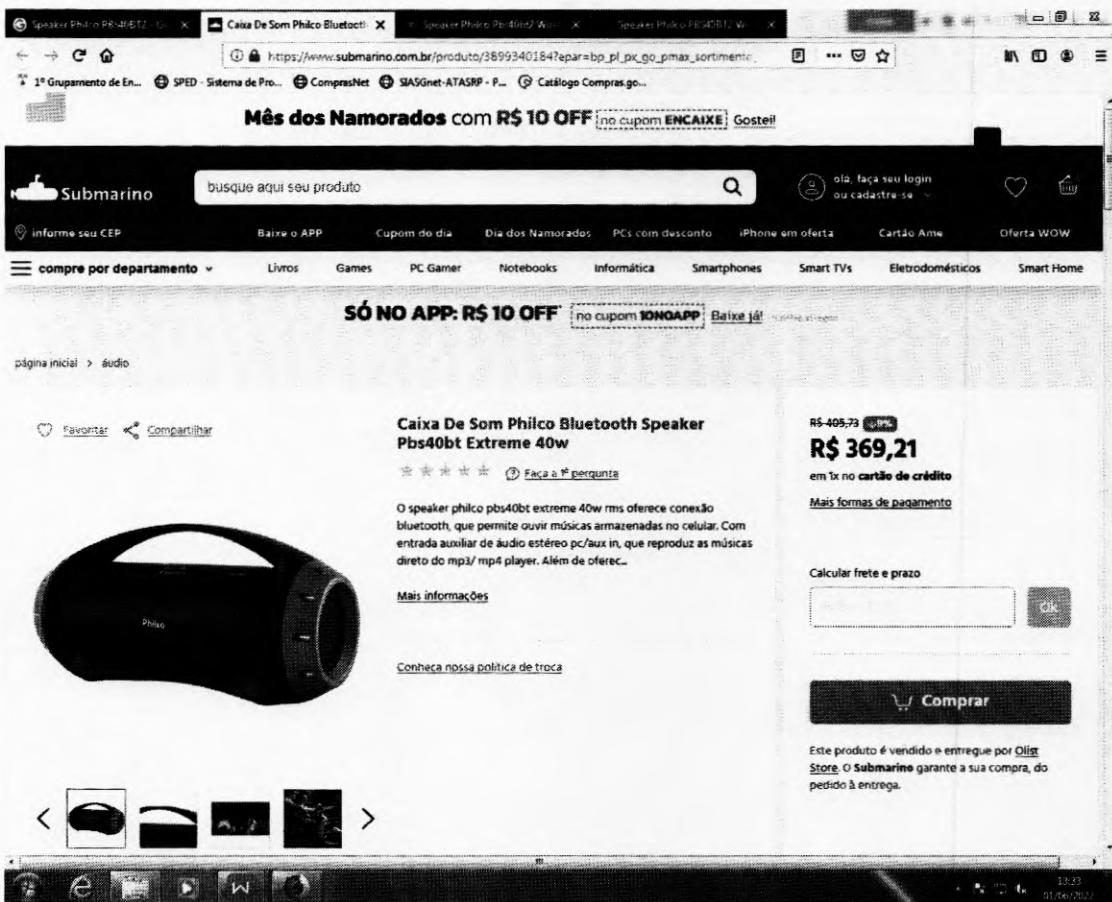 Speaker Philco PBS40BT2 - G
Caixa De Som Philco Bluetooth
Speaker Philco Pbs40bt2 Wir
Speaker Philco PBS40BT2 W
https://www.submarino.com.br/produto/3899340184?epar=bp_pl_px_go_pmax_sortimento_
1º Grupamento de En...
SPED - Sistema de Pro...
ComprasNet
SIASGnet-ATASRP - P...
Catálogo Compras.go...
Mês dos Namorados com R$ 10 OFF no cupom ENCAIXE Gostei!
Submarino
busque aqui seu produto
olá, faça seu login
ou cadastre-se
informe seu CEP
Baixe o APP
Cupom do dia
Dia dos Namorados
PCs com desconto
iPhone em oferta
Cartão Ame
Oferta WOW
compre por departamento
Livros
Games
PC Gamer
Notebooks
Informática
Smartphones
Smart TVs
Eletrodomésticos
Smart Home
SÓ NO APP: R$ 10 OFF* no cupom 10NOAPP Baixe já!
página inicial > áudio
Favoritar
Compartilhar
Philco
Caixa De Som Philco Bluetooth Speaker
Pbs40bt Extreme 40w
Faça a 1ª pergunta
O speaker philco pbs40bt extreme 40w rms oferece conexão
bluetooth, que permite ouvir músicas armazenadas no celular. Com
entrada auxiliar de áudio estéreo pc/aux in, que reproduz as músicas
direto do mp3/ mp4 player. Além de oferec...
Mais informações
Conheça nossa política de troca
R$ 405,73
R$ 369,21
em 1x no cartão de crédito
Mais formas de pagamento
Calcular frete e prazo
Ok
Comprar
Este produto é vendido e entregue por Olist
Store. O Submarino garante a sua compra, do
pedido à entrega.
13:33
01/06/2022